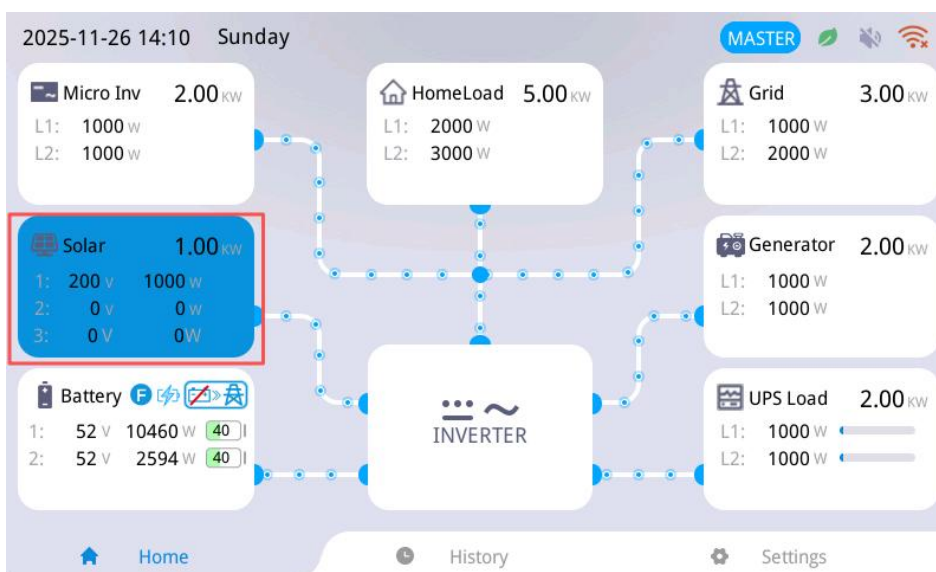 2025-11-26 14:10 Sunday
MASTER
Micro Inv 2.00 KW
L1: 1000 W
L2: 1000 W
HomeLoad 5.00 KW
L1: 2000 W
L2: 3000 W
Grid 3.00 KW
L1: 1000 W
L2: 2000 W
Solar 1.00 KW
1: 200 V 1000 W
2: 0 V 0 W
3: 0 V 0W
Generator 2.00 KW
L1: 1000 W
L2: 1000 W
Battery F
1: 52 V 10460 W 40
2: 52 V 2594 W 40
INVERTER
UPS Load 2.00 KW
L1: 1000 W
L2: 1000 W
Home
History
Settings